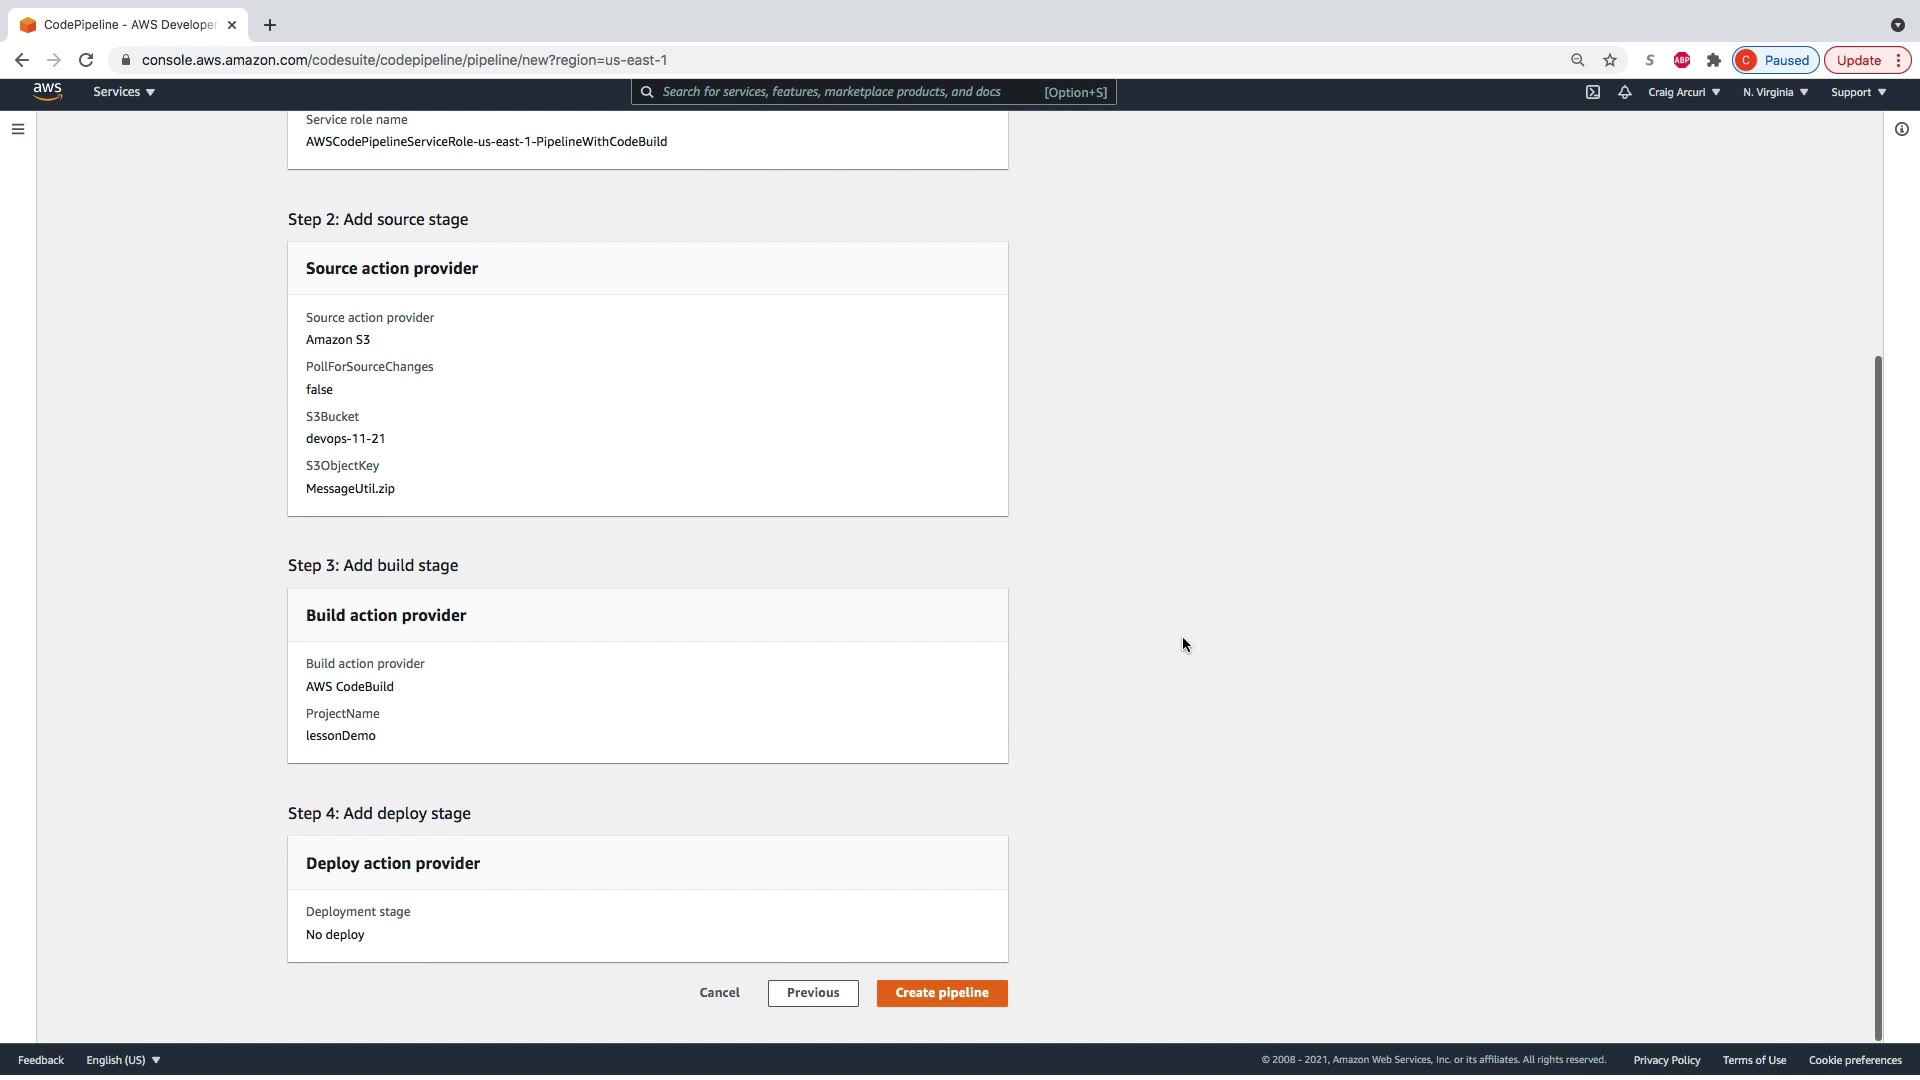 CodePipeline - AWS Developer
console.aws.amazon.com/codesuite/codepipeline/pipeline/new?region=us-east-1
S
ABP
C
Paused
Update
aws
Services
Search for services, features, marketplace products, and docs
[Option+S]
Craig Arcuri
N. Virginia
Support
Service role name
AWSCodePipelineServiceRole-us-east-1-PipelineWithCodeBuild
Step 2: Add source stage
Source action provider
Source action provider
Amazon S3
PollForSourceChanges
false
S3Bucket
devops-11-21
S3ObjectKey
MessageUtil.zip
Step 3: Add build stage
Build action provider
Build action provider
AWS CodeBuild
ProjectName
lessonDemo
Step 4: Add deploy stage
Deploy action provider
Deployment stage
No deploy
Cancel
Previous
Create pipeline
Feedback
English (US)
© 2008 - 2021, Amazon Web Services, Inc. or its affiliates. All rights reserved.
Privacy Policy
Terms of Use
Cookie preferences